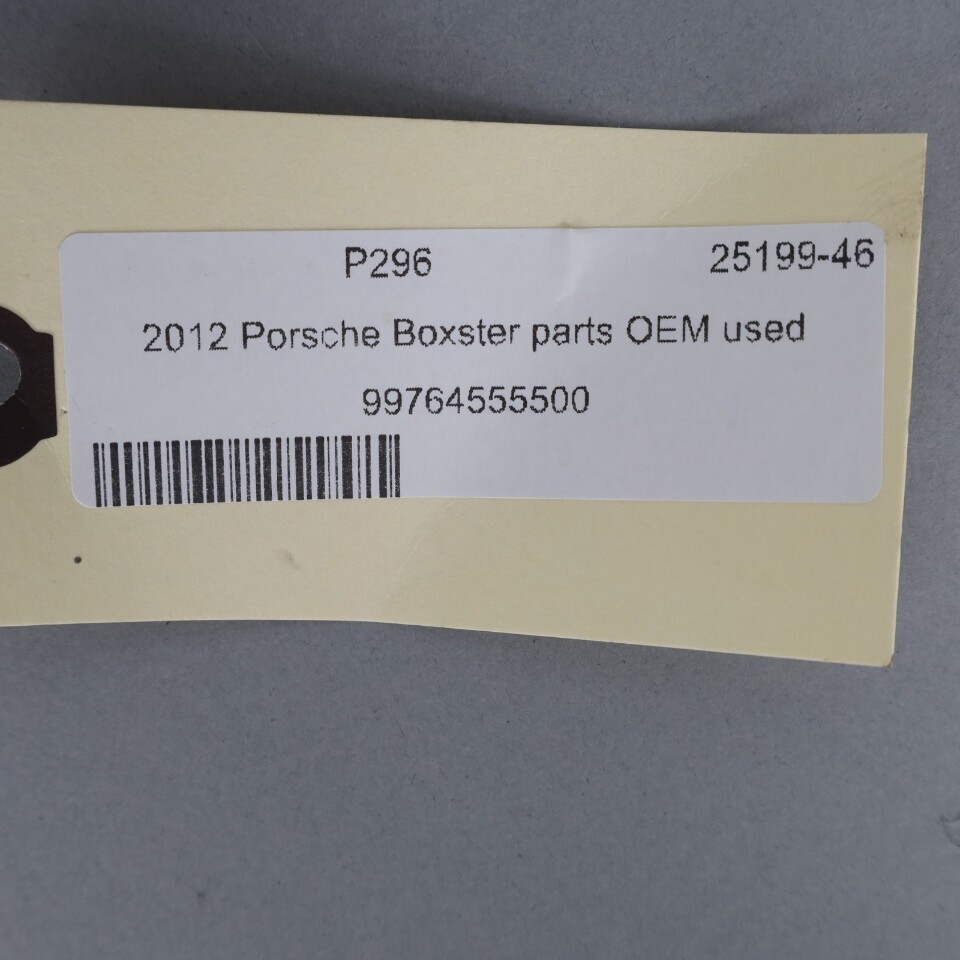 P296 25199-46
2012 Porsche Boxster parts OEM used
99764555500